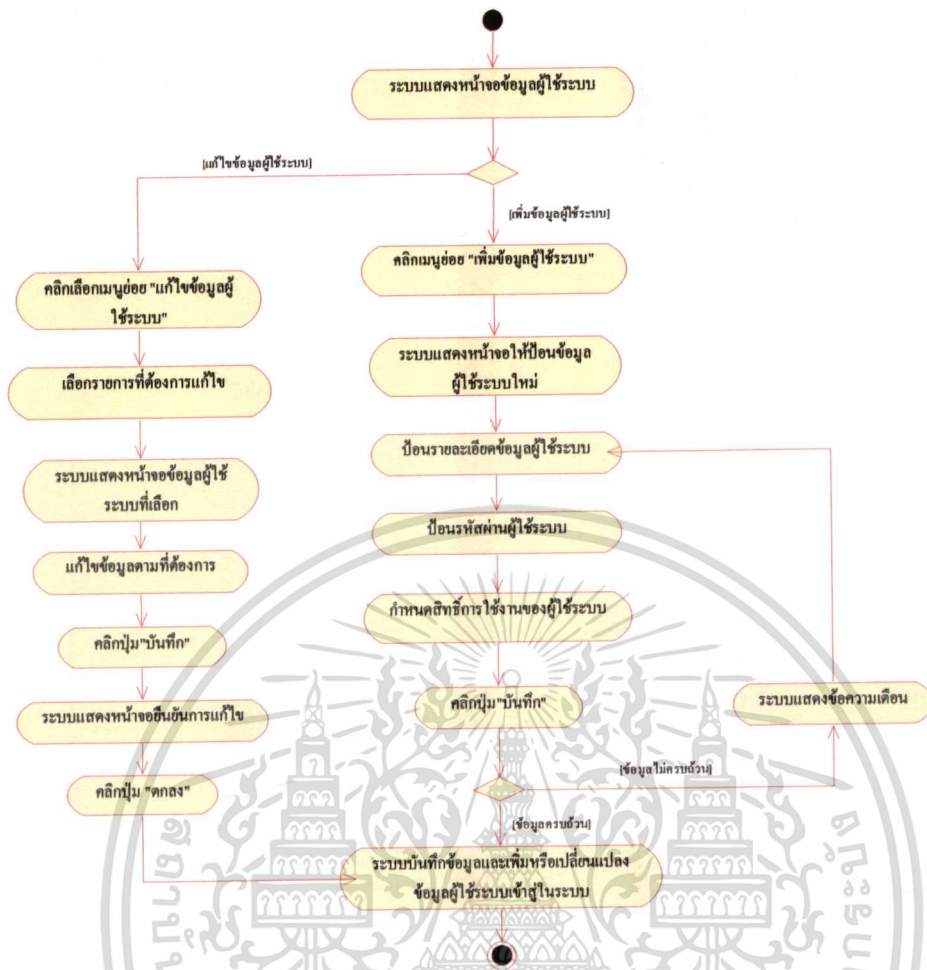 ระบบแสดงหน้าจอข้อมูลผู้ใช้ระบบ
[แก้ไขข้อมูลผู้ใช้ระบบ]
[เพิ่มข้อมูลผู้ใช้ระบบ]
คลิกเลือกเมนูย่อย "แก้ไขข้อมูลผู้
ใช้ระบบ"
เลือกรายการที่ต้องการแก้ไข
ระบบแสดงหน้าจอข้อมูลผู้ใช้
ระบบที่เลือก
แก้ไขข้อมูลตามที่ต้องการ
คลิกปุ่ม"บันทึก"
ระบบแสดงหน้าจอยืนยันการแก้ไข
คลิกปุ่ม "ตกลง"
คลิกเมนูย่อย "เพิ่มข้อมูลผู้ใช้ระบบ"
ระบบแสดงหน้าจอให้ป้อนข้อมูล
ผู้ใช้ระบบใหม่
ป้อนรายละเอียดข้อมูลผู้ใช้ระบบ
ป้อนรหัสผ่านผู้ใช้ระบบ
กำหนดสิทธิ์การใช้งานของผู้ใช้ระบบ
คลิกปุ่ม"บันทึก"
ระบบแสดงข้อความเตือน
[ข้อมูลไม่ครบถ้วน]
[ข้อมูลครบถ้วน]
ระบบบันทึกข้อมูลและเพิ่มหรือเปลี่ยนแปลง
ข้อมูลผู้ใช้ระบบเข้าสู่ในระบบ